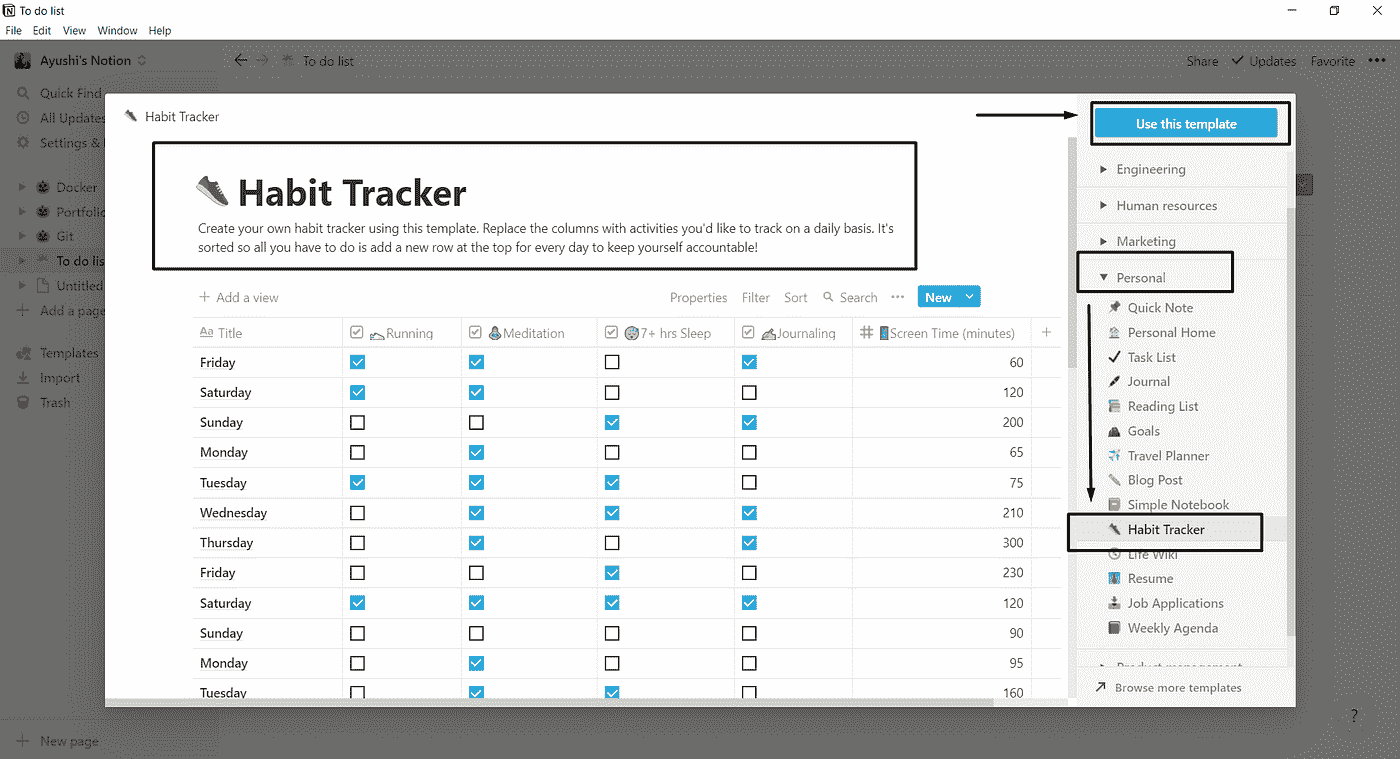 To do list
File Edit View Window Help
Ayushi's Notion
To do list
Share Updates Favorite
Quick Find
All Updates
Settings &
Docker
Portfolio
Git
To do lis
Untitled
Add a page
Templates
Import
Trash
New page
Habit Tracker
Habit Tracker
Create your own habit tracker using this template. Replace the columns with activities you'd like to track on a daily basis. It's
sorted so all you have to do is add a new row at the top for every day to keep yourself accountable!
+ Add a view Properties Filter Sort Search ••• New
Aa Title Running Meditation 7+ hrs Sleep Journaling # Screen Time (minutes) +
Friday 60
Saturday 120
Sunday 200
Monday 65
Tuesday 75
Wednesday 210
Thursday 300
Friday 230
Saturday 120
Sunday 90
Monday 95
Tuesday 160
Use this template
Engineering
Human resources
Marketing
Personal
Quick Note
Personal Home
Task List
Journal
Reading List
Goals
Travel Planner
Blog Post
Simple Notebook
Habit Tracker
Life Wiki
Resume
Job Applications
Weekly Agenda
Product management
Browse more templates
?